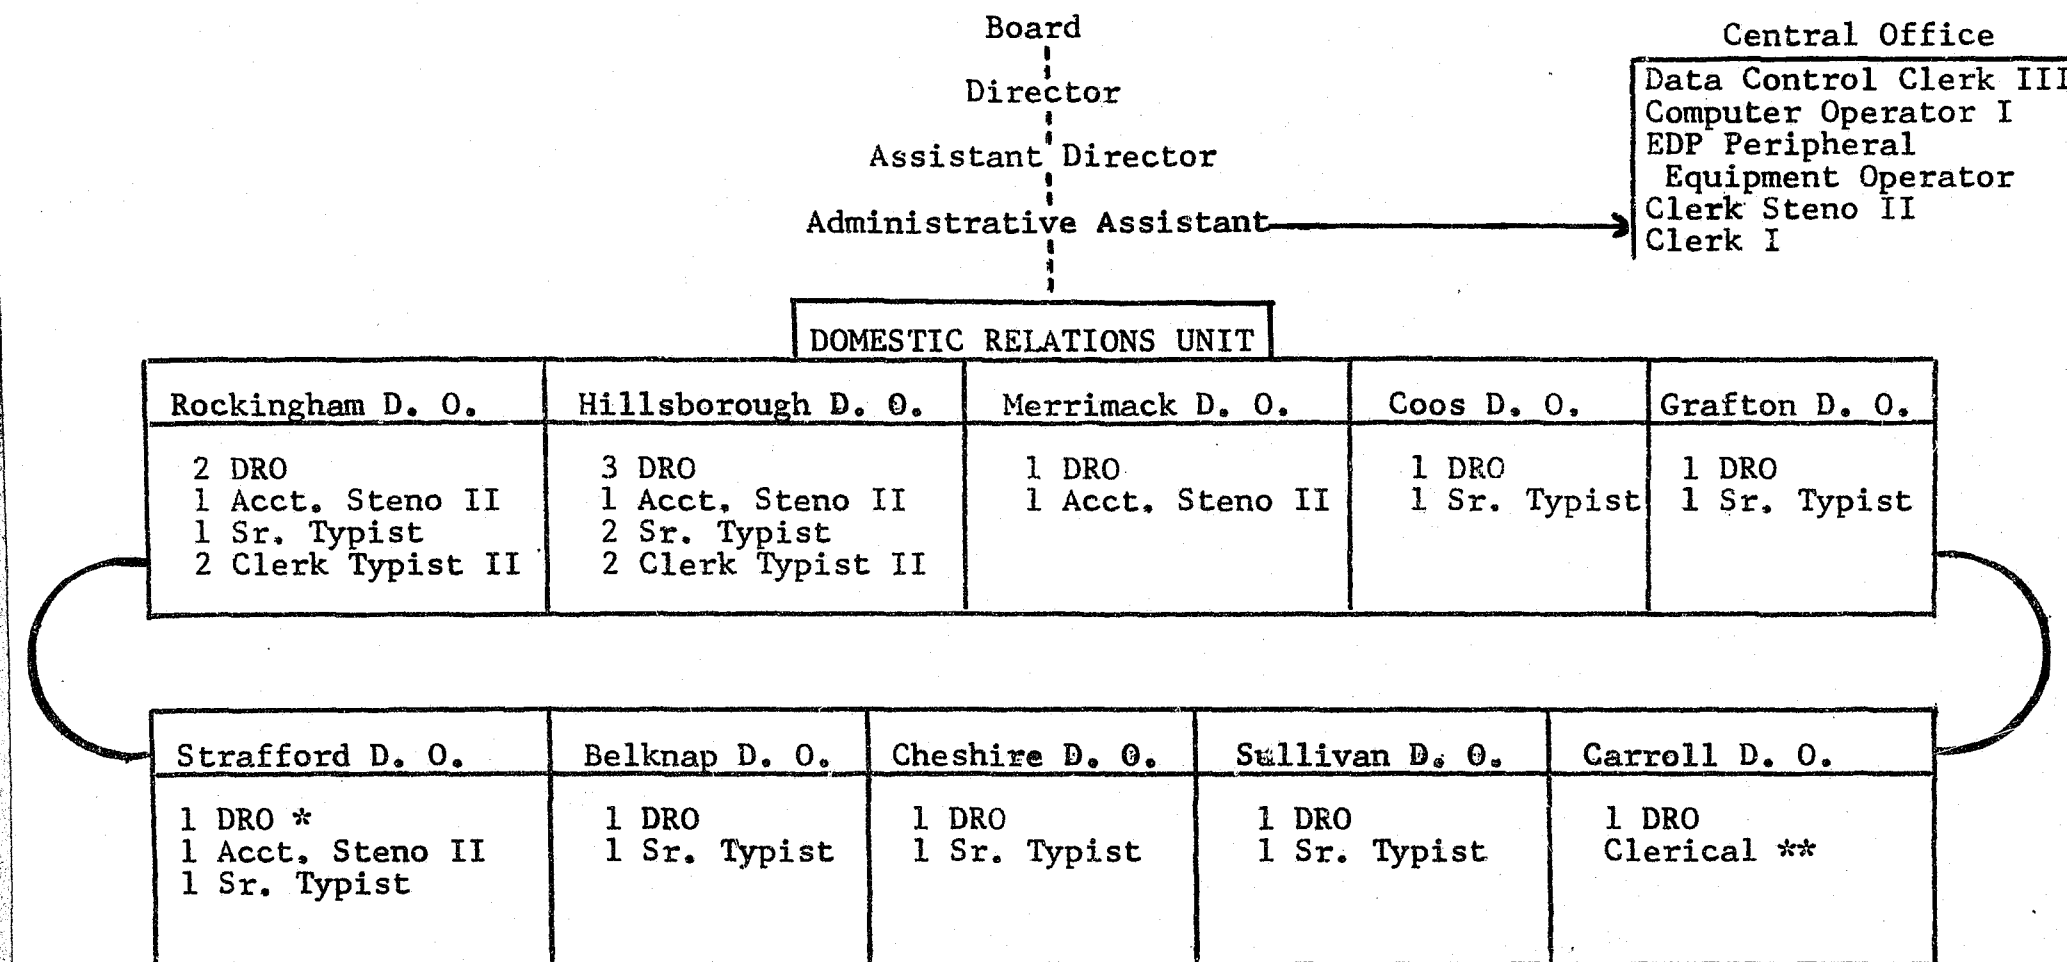 Board
Director
Assistant Director
Administrative Assistant
Central Office
Data Control Clerk III
Computer Operator I
EDP Peripheral
Equipment Operator
Clerk Steno II
Clerk I
DOMESTIC RELATIONS UNIT
Rockingham D. O.
2 DRO
1 Acct. Steno II
1 Sr. Typist
2 Clerk Typist II
Hillsborough D. O.
3 DRO
1 Acct. Steno II
2 Sr. Typist
2 Clerk Typist II
Merrimack D. O.
1 DRO
1 Acct. Steno II
Coos D. O.
1 DRO
1 Sr. Typist
Grafton D. O.
1 DRO
1 Sr. Typist
Strafford D. O.
1 DRO *
1 Acct. Steno II
1 Sr. Typist
Belknap D. O.
1 DRO
1 Sr. Typist
Cheshire D. O.
1 DRO
1 Sr. Typist
Sullivan D. O.
1 DRO
1 Sr. Typist
Carroll D. O.
1 DRO
Clerical **